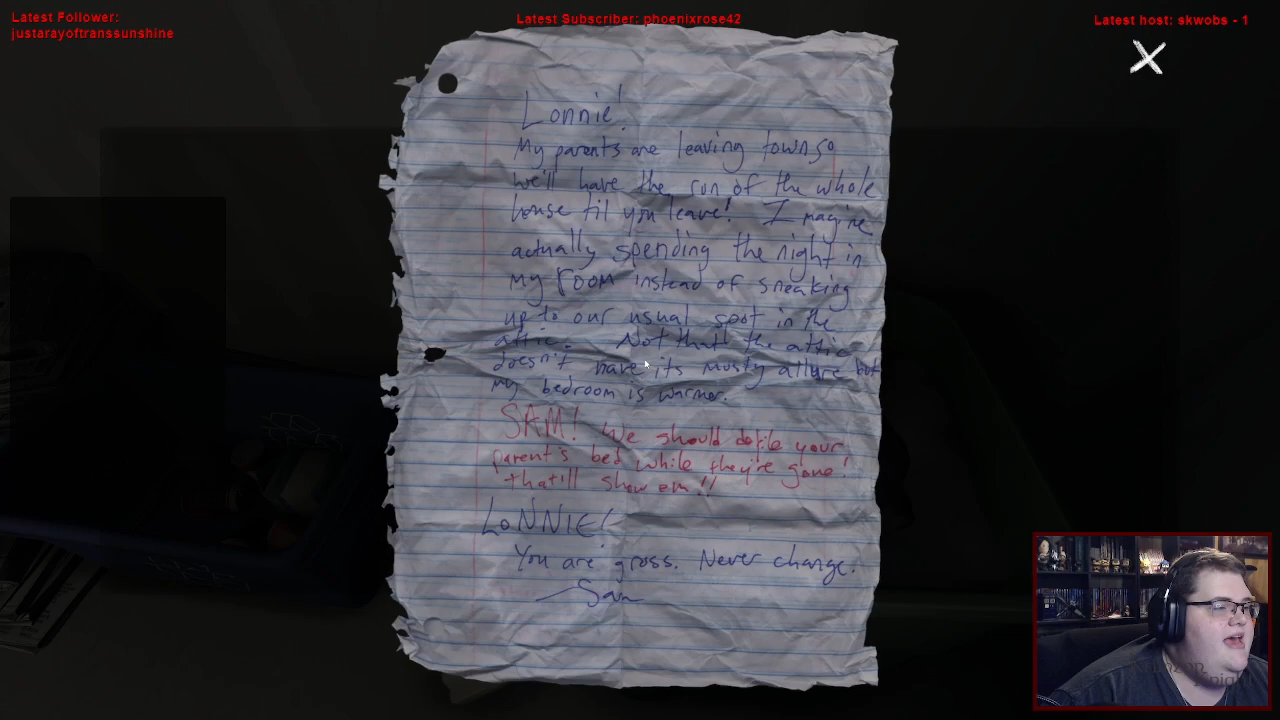 Latest Follower:
justarayoftranssunshine
Latest Subscriber: phoenixrose42
Latest host: skwobs - 1
Lonnie!
My parents are leaving town so
we'll have the run of the whole
house til you leave! Imagine
actually spending the night in
my room instead of sneaking
up to our usual spot in the
attic. Not that the attic
doesn't have its musty allure but
my bedroom is warmer.
SAM! We should defile your
parent's bed while they're gone!
that'll show em!!
LONNIE!
You are gross. Never change.
—Sam